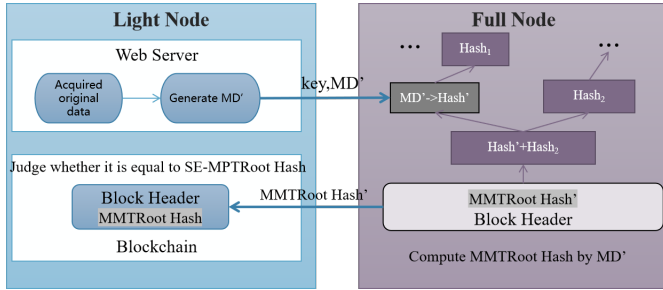 Light Node
Web Server
Acquired
original
data
Generate MD'
key,MD'
Judge whether it is equal to SE-MPTRoot Hash
Block Header
MMTRoot Hash
Blockchain
MMTRoot Hash'
Full Node
...
Hash₁
...
MD'->Hash'
Hash₂
Hash'+Hash₂
MMTRoot Hash'
Block Header
Compute MMTRoot Hash by MD'